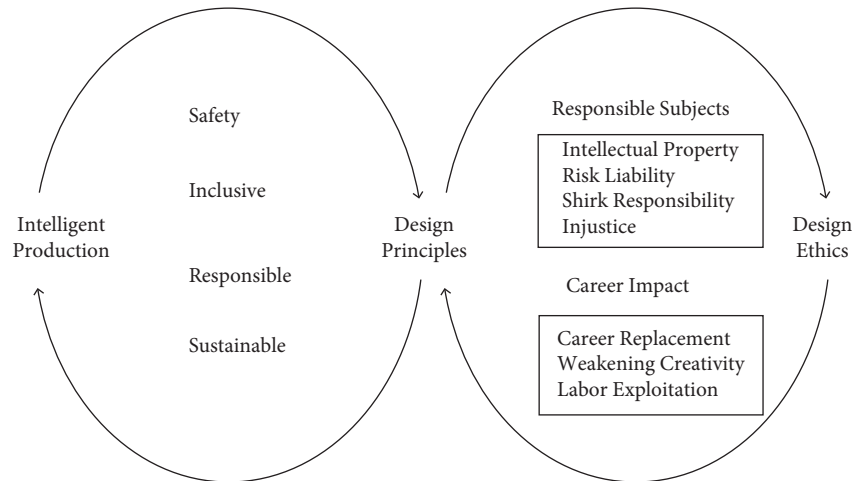 Safety
Inclusive
Responsible
Sustainable
Intelligent
Production
Design
Principles
Responsible Subjects
Intellectual Property
Risk Liability
Shirk Responsibility
Injustice
Career Impact
Career Replacement
Weakening Creativity
Labor Exploitation
Design
Ethics